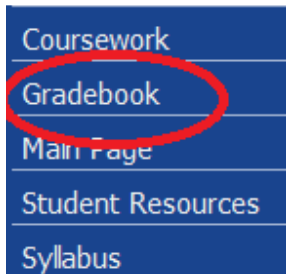 Coursework
Gradebook
Main Page
Student Resources
Syllabus